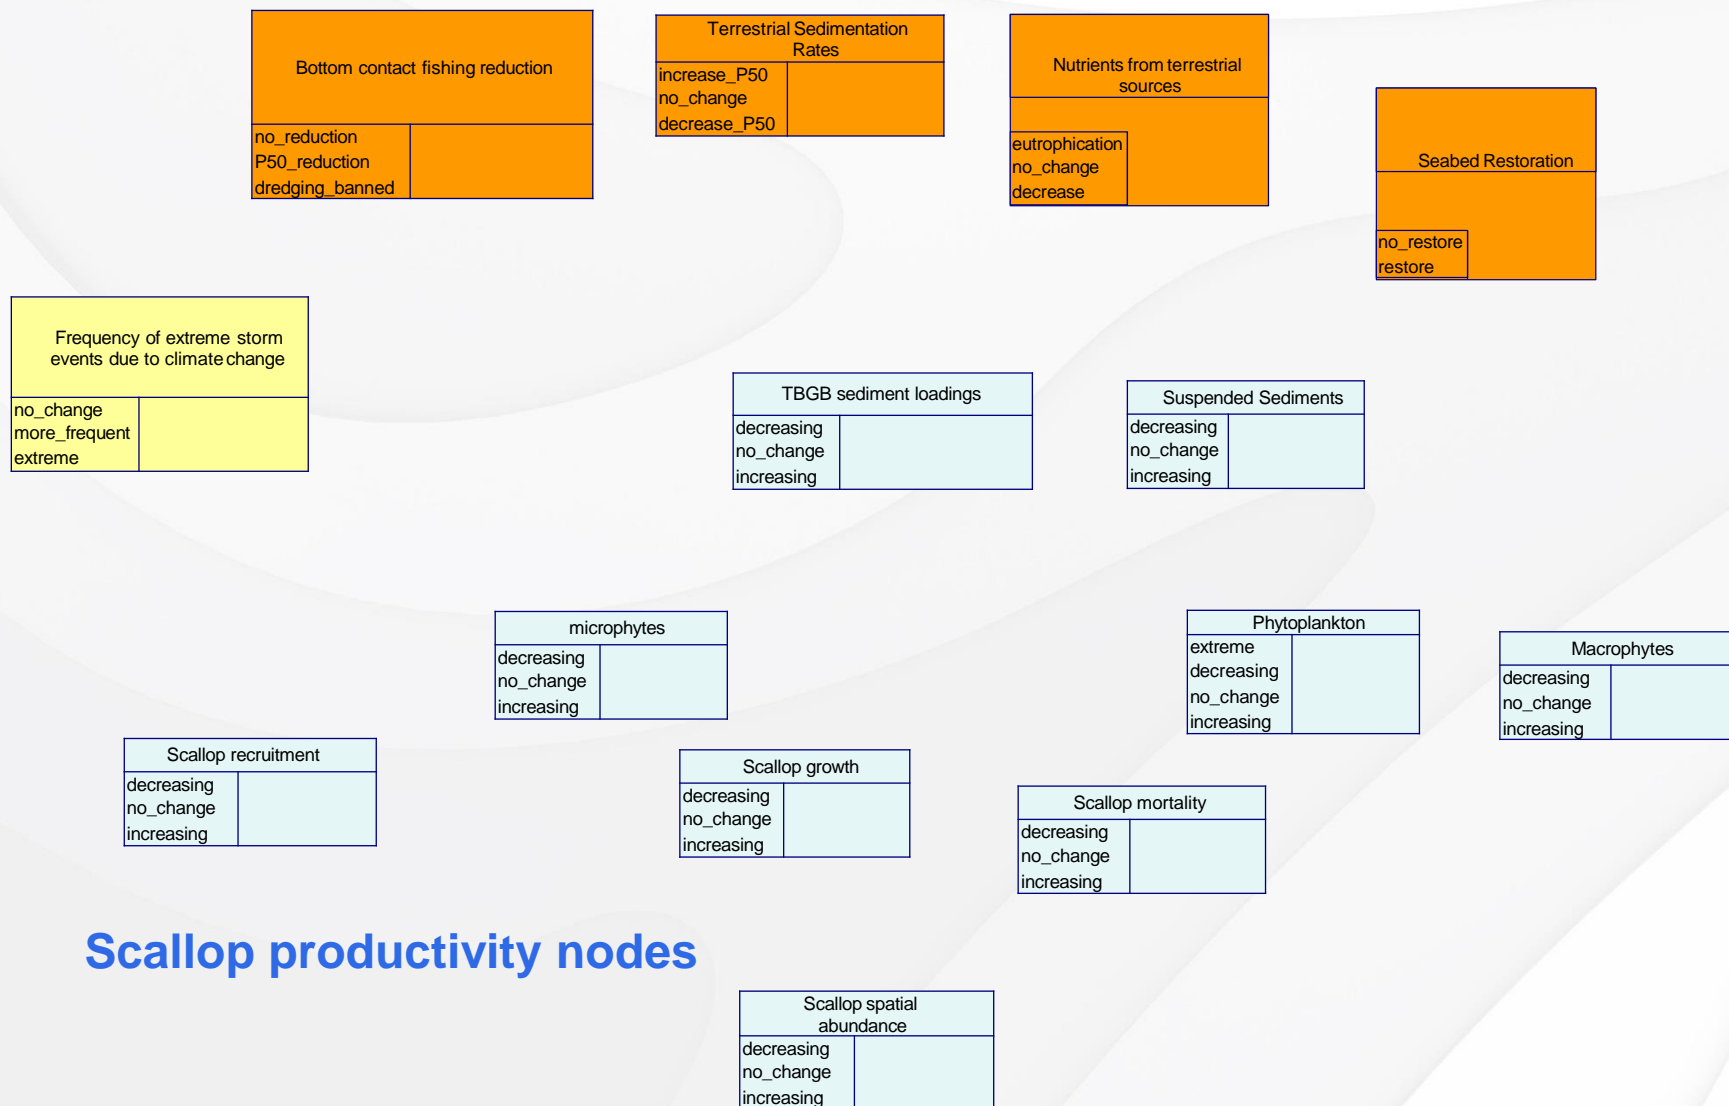 Bottom contact fishing reduction
no_reduction
P50_reduction
dredging_banned
Terrestrial Sedimentation
Rates
increase_P50
no_change
decrease_P50
Nutrients from terrestrial
sources
eutrophication
no_change
decrease
Seabed Restoration
no_restore
restore
Frequency of extreme storm
events due to climate change
no_change
more_frequent
extreme
TBGB sediment loadings
decreasing
no_change
increasing
Suspended Sediments
decreasing
no_change
increasing
microphytes
decreasing
no_change
increasing
Phytoplankton
extreme
decreasing
no_change
increasing
Macrophytes
decreasing
no_change
increasing
Scallop recruitment
decreasing
no_change
increasing
Scallop growth
decreasing
no_change
increasing
Scallop mortality
decreasing
no_change
increasing
Scallop productivity nodes
Scallop spatial
abundance
decreasing
no_change
increasing